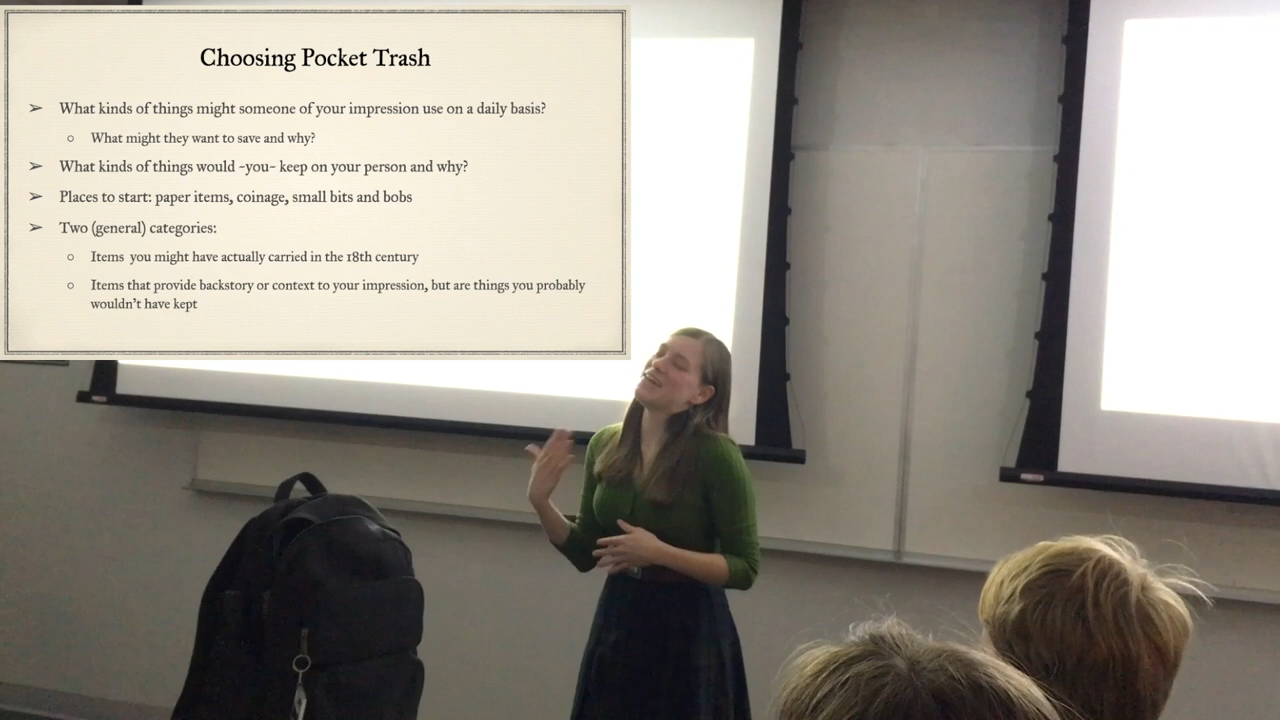 Choosing Pocket Trash
➢ What kinds of things might someone of your impression use on a daily basis?
○ What might they want to save and why?
➢ What kinds of things would ~you~ keep on your person and why?
➢ Places to start: paper items, coinage, small bits and bobs
➢ Two (general) categories:
○ Items you might have actually carried in the 18th century
○ Items that provide backstory or context to your impression, but are things you probably
wouldn't have kept